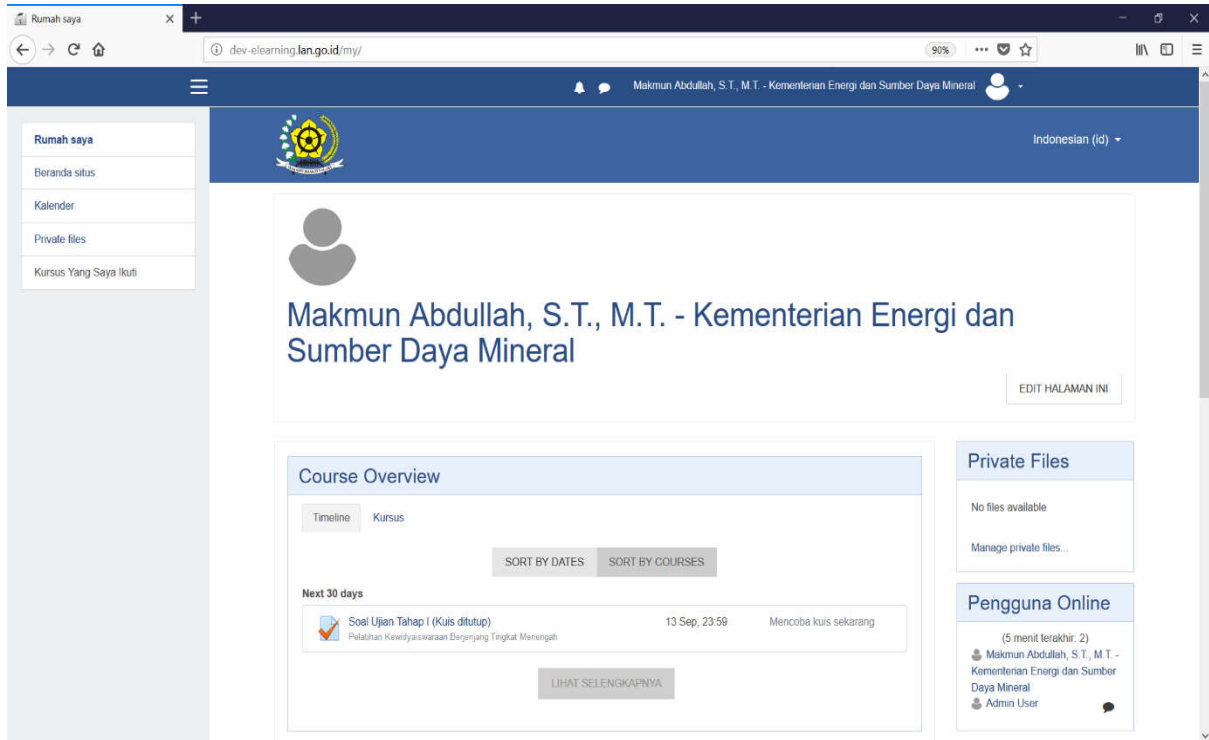 Rumah saya
dev-elearning.lan.go.id/my/
90%
Makmun Abdullah, S.T., M.T. - Kementerian Energi dan Sumber Daya Mineral
Rumah saya
Beranda situs
Kalender
Private files
Kursus Yang Saya Ikuti
Indonesian (id)
Makmun Abdullah, S.T., M.T. - Kementerian Energi dan
Sumber Daya Mineral
EDIT HALAMAN INI
Course Overview
Timeline Kursus
SORT BY DATES SORT BY COURSES
Next 30 days
Soal Ujian Tahap I (Kuis ditutup) 13 Sep, 23:59 Mencoba kuis sekarang
Pelatihan Kewidyaiswaraan Berjenjang Tingkat Menengah
LIHAT SELENGKAPNYA
Private Files
No files available
Manage private files...
Pengguna Online
(5 menit terakhir: 2)
Makmun Abdullah, S.T., M.T. -
Kementerian Energi dan Sumber
Daya Mineral
Admin User